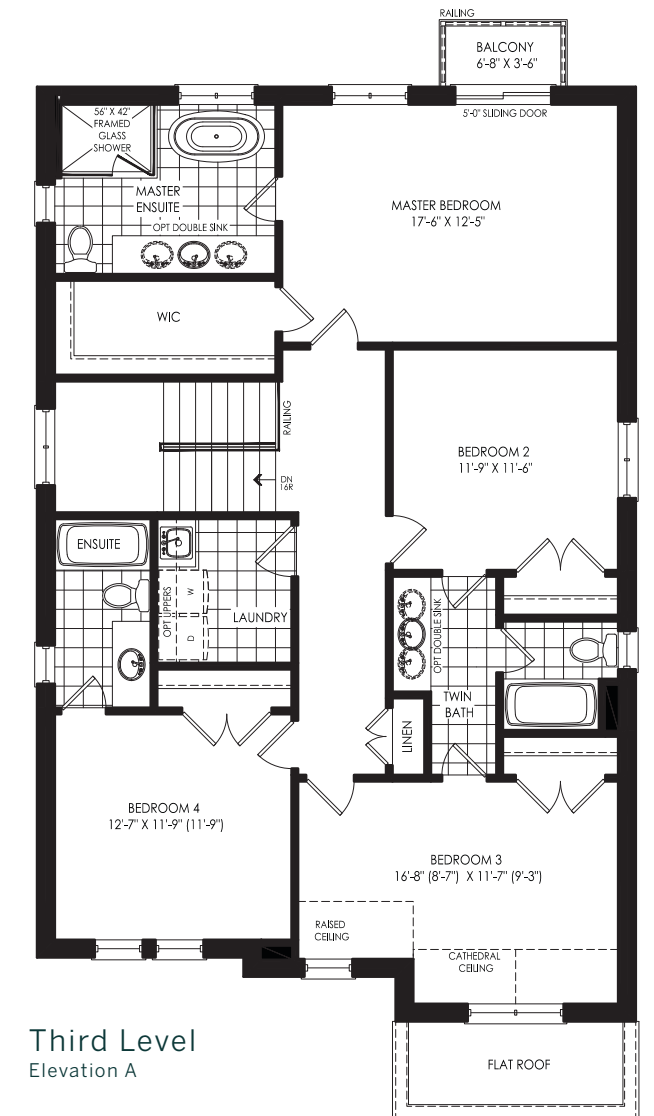 RAILING
BALCONY
6'-8" X 3'-6"
5'-0" SLIDING DOOR
56" X 42"
FRAMED
GLASS
SHOWER
MASTER
ENSUITE
OPT DOUBLE SINK
MASTER BEDROOM
17'-6" X 12'-5"
WIC
RAILING
DN
16R
BEDROOM 2
11'-9" X 11'-6"
ENSUITE
OPT UPPERS
W
D
LAUNDRY
OPT DOUBLE SINK
TWIN
BATH
LINEN
BEDROOM 4
12'-7" X 11'-9" (11'-9")
BEDROOM 3
16'-8" (8'-7") X 11'-7" (9'-3")
RAISED
CEILING
CATHEDRAL
CEILING
FLAT ROOF
Third Level
Elevation A